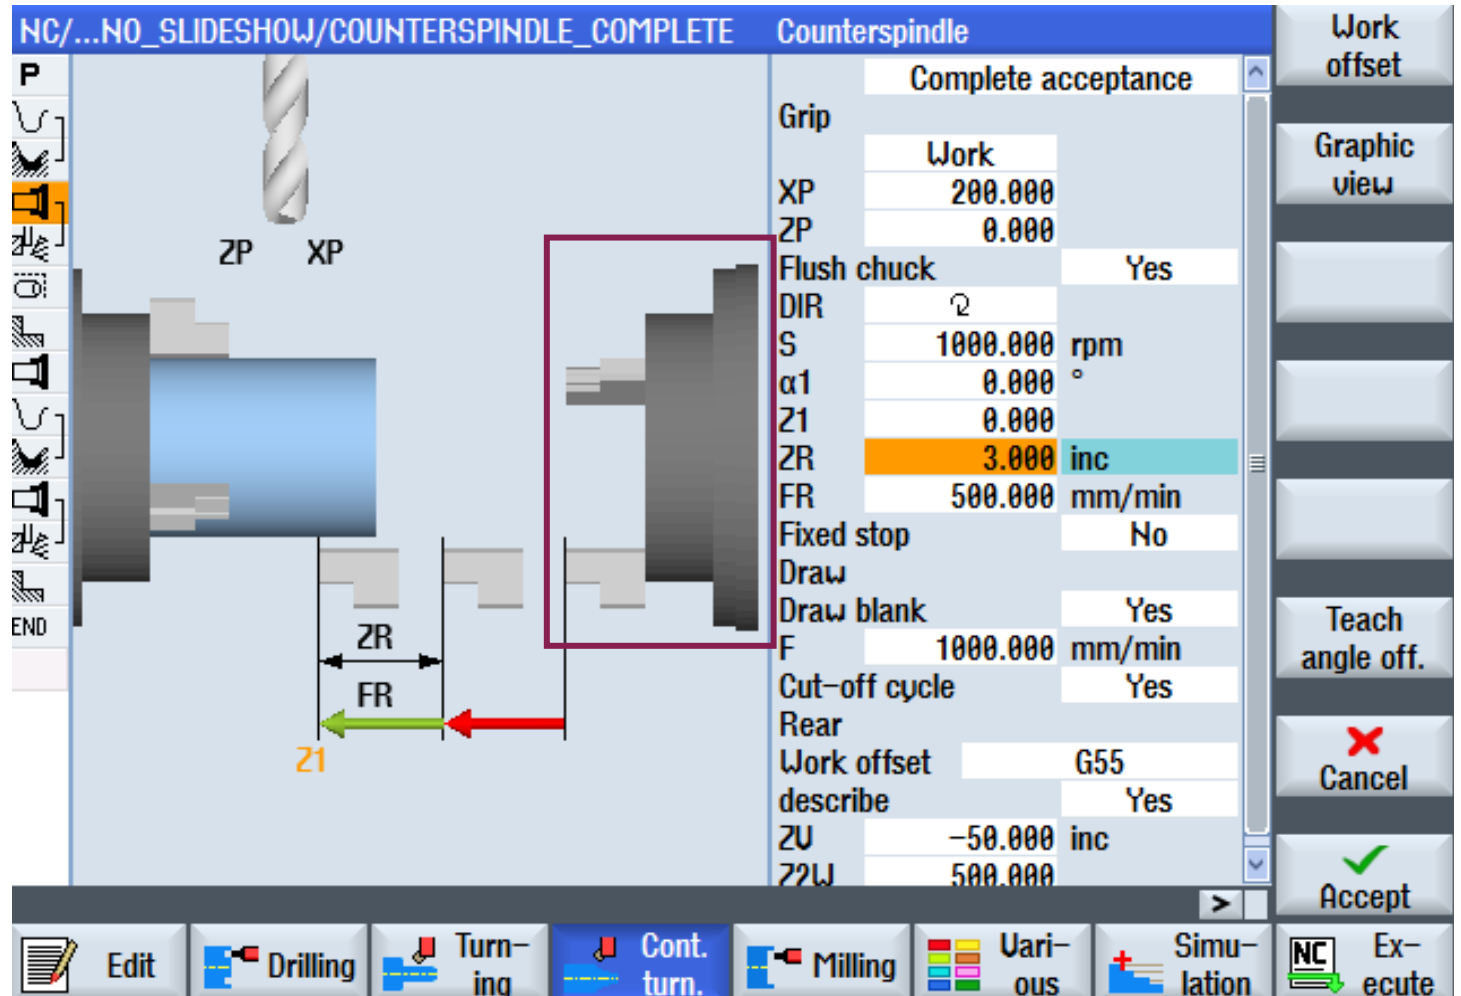 NC/...NO_SLIDESHOW/COUNTERSPINDLE_COMPLETE
Counterspindle
Work
offset
P
END
ZP XP
ZR
FR
Z1
Complete acceptance
Grip
Work
XP 200.000
ZP 0.000
Flush chuck Yes
DIR
S 1000.000 rpm
α1 0.000 °
Z1 0.000
ZR 3.000 inc
FR 500.000 mm/min
Fixed stop No
Draw
Draw blank Yes
F 1000.000 mm/min
Cut-off cycle Yes
Rear
Work offset G55
describe Yes
ZV -50.000 inc
Z2W 500.000
Graphic
view
Teach
angle off.
Cancel
Accept
>
Edit
Drilling
Turn-
ing
Cont.
turn.
Milling
Vari-
ous
Simu-
lation
NC
Ex-
ecute